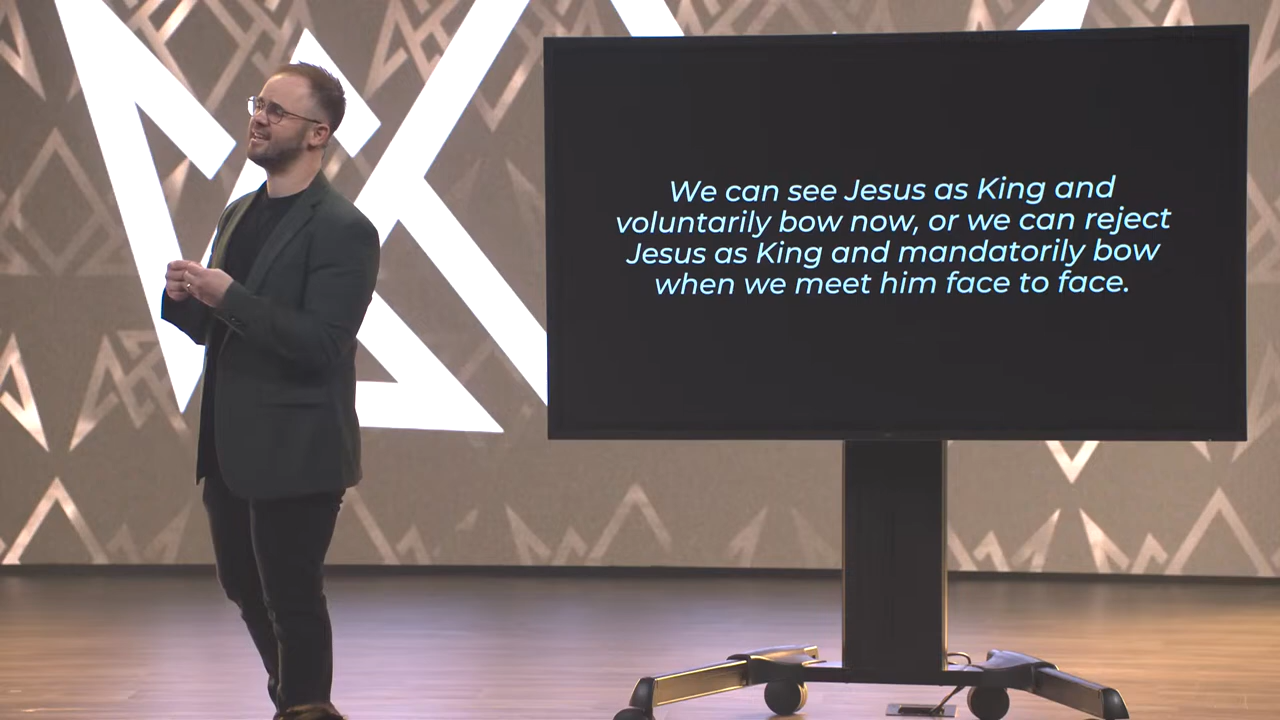 We can see Jesus as King and
voluntarily bow now, or we can reject
Jesus as King and mandatorily bow
when we meet him face to face.